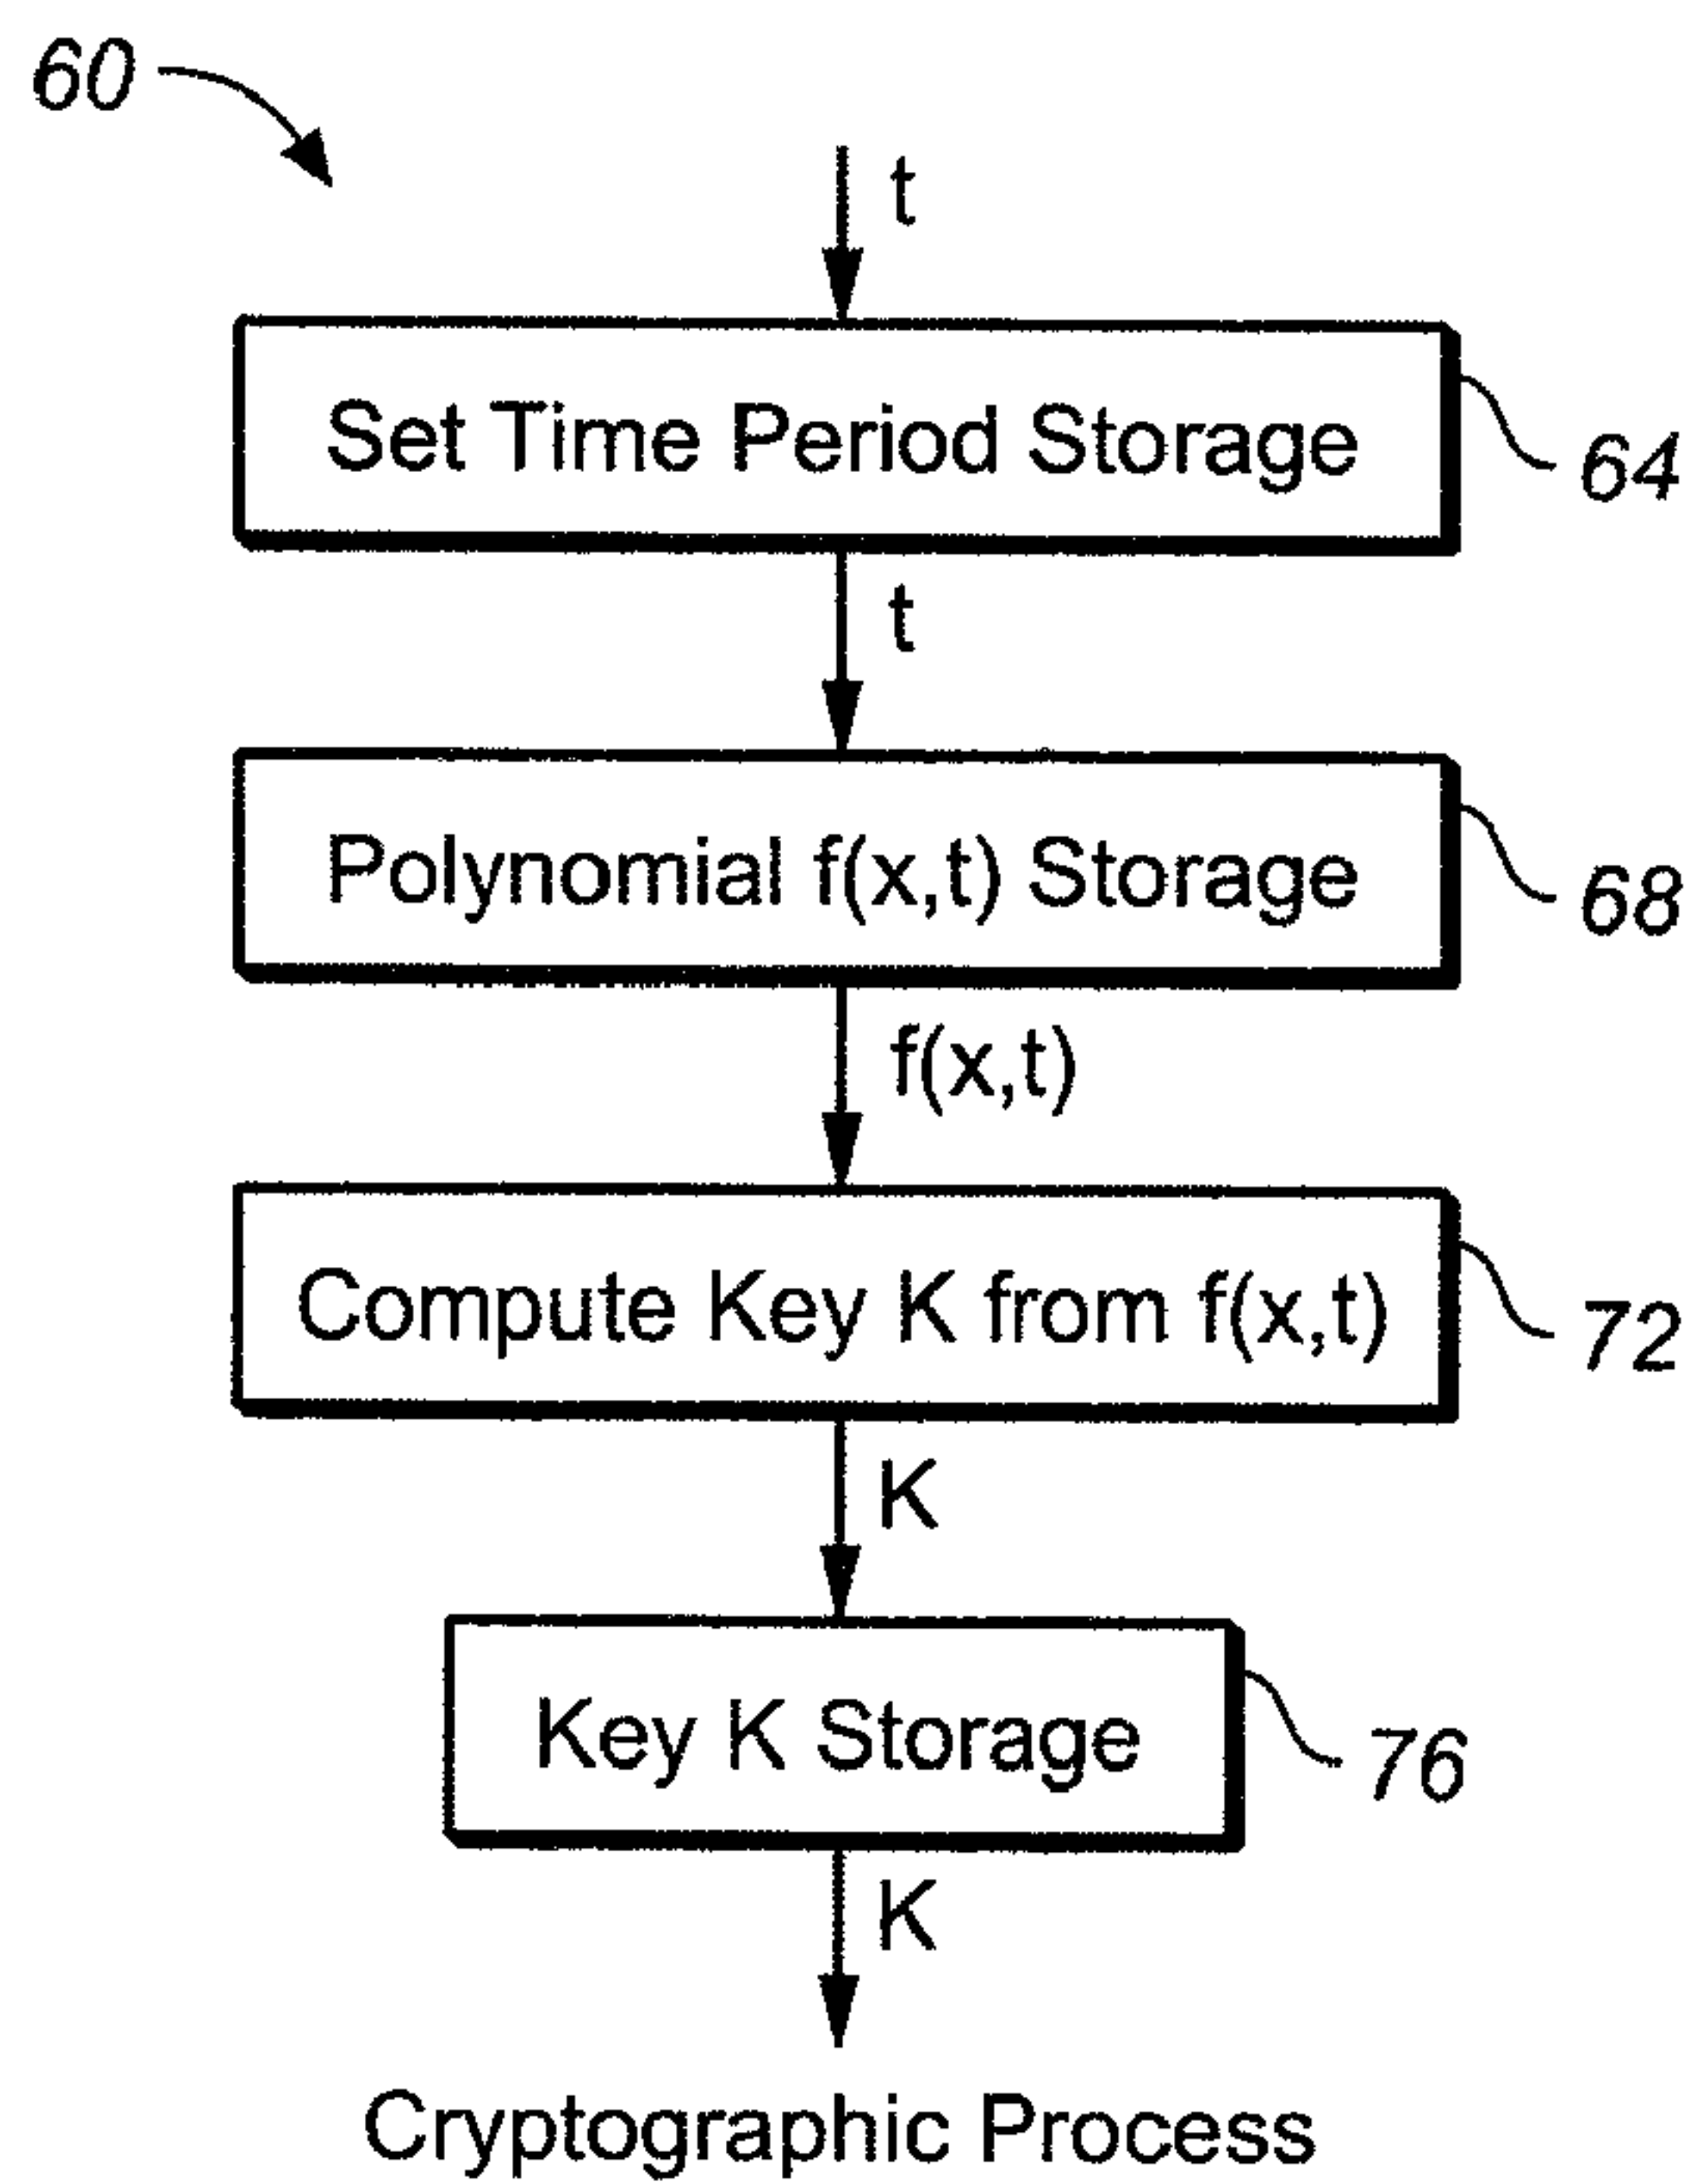 60
t
Set Time Period Storage
64
t
Polynomial f(x,t) Storage
68
f(x,t)
Compute Key K from f(x,t)
72
K
Key K Storage
76
K
Cryptographic Process